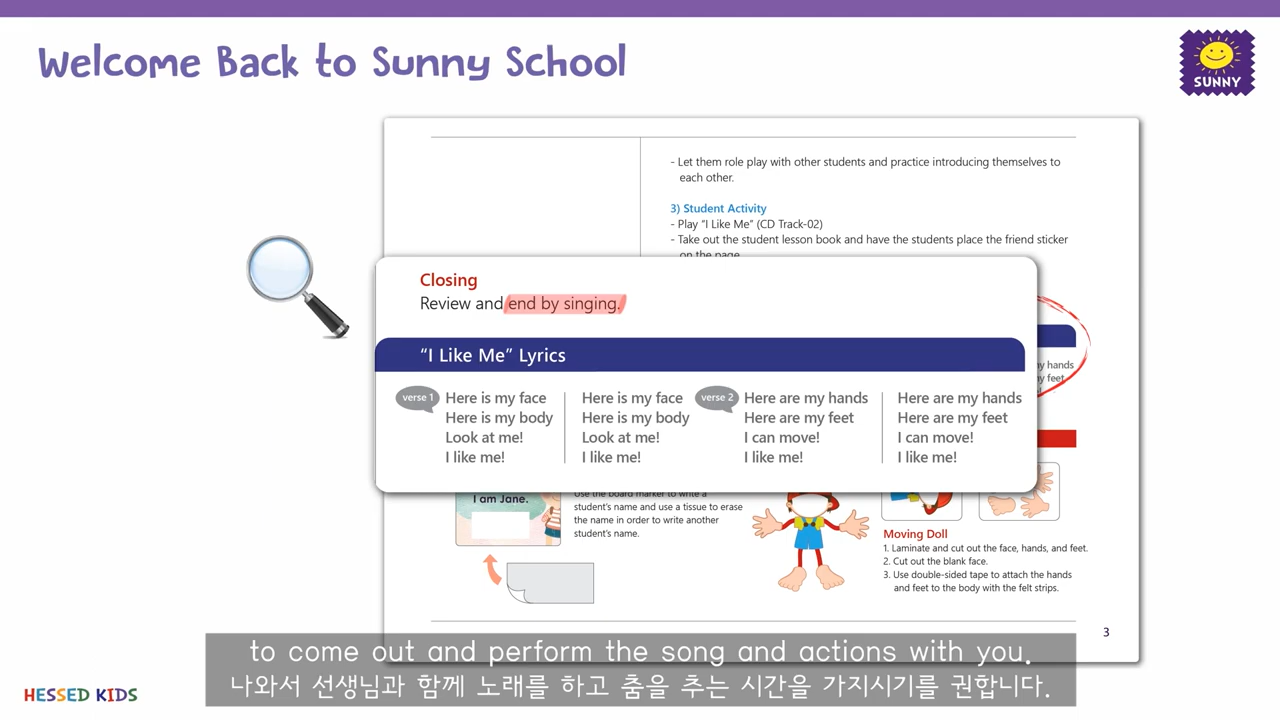 Welcome Back to Sunny School
SUNNY
- Let them role play with other students and practice introducing themselves to
each other.
3) Student Activity
- Play “I Like Me” (CD Track-02)
- Take out the student lesson book and have the students place the friend sticker
on the page
Closing
Review and end by singing.
“I Like Me” Lyrics
verse 1
Here is my face
Here is my body
Look at me!
I like me!
Here is my face
Here is my body
Look at me!
I like me!
verse 2
Here are my hands
Here are my feet
I can move!
I like me!
Here are my hands
Here are my feet
I can move!
I like me!
hands
feet
I am Jane.
Use the board marker to write a
student’s name and use a tissue to erase
the name in order to write another
student’s name.
Moving Doll
1. Laminate and cut out the face, hands, and feet.
2. Cut out the blank face.
3. Use double-sided tape to attach the hands
and feet to the body with the felt strips.
3
to come out and perform the song and actions with you.
나와서 선생님과 함께 노래를 하고 춤을 추는 시간을 가지시기를 권합니다.
HESSED KIDS